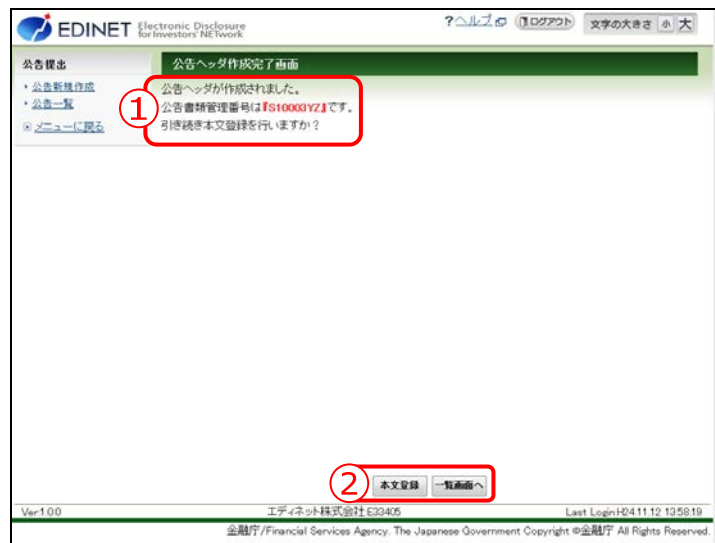 EDINET Electronic Disclosure
for Investors' NETwork
?ヘルプ ログアウト 文字の大きさ 小 大
公告提出
公告新規作成
公告一覧
メニューに戻る
公告ヘッダ作成完了画面
① 公告ヘッダが作成されました。
公告書類管理番号は『S10003YZ』です。
引き続き本文登録を行いますか？
② 本文登録 一覧画面へ
Ver1.00 エディネット株式会社 E33405 Last Login:H24.11.12 13:58:19
金融庁/Financial Services Agency. The Japanese Government Copyright ©金融庁 All Rights Reserved.